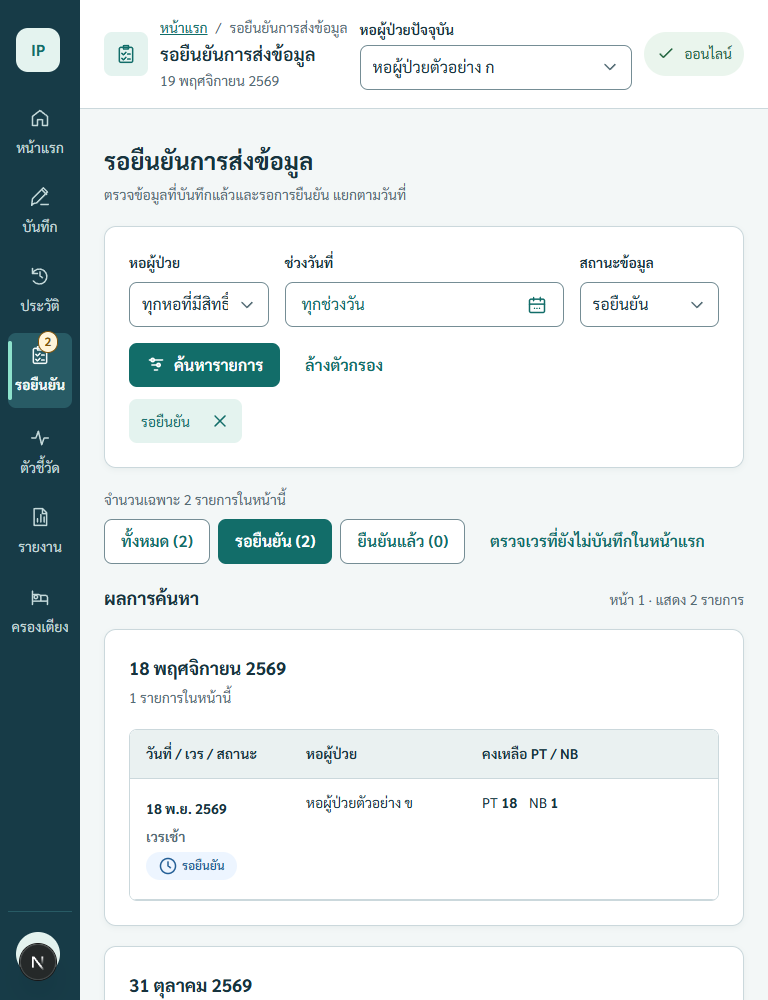 IP
หน้าแรก
บันทึก
ประวัติ
2
รอยืนยัน
ตัวชี้วัด
รายงาน
ครองเตียง
N
หน้าแรก / รอยืนยันการส่งข้อมูล
รอยืนยันการส่งข้อมูล
19 พฤศจิกายน 2569
หอผู้ป่วยปัจจุบัน
หอผู้ป่วยตัวอย่าง ก
ออนไลน์
รอยืนยันการส่งข้อมูล
ตรวจข้อมูลที่บันทึกแล้วและรอการยืนยัน แยกตามวันที่
หอผู้ป่วย ช่วงวันที่ สถานะข้อมูล
ทุกหอที่มีสิทธิ์ ทุกช่วงวัน รอยืนยัน
ค้นหารายการ ล้างตัวกรอง
รอยืนยัน
จำนวนเฉพาะ 2 รายการในหน้านี้
ทั้งหมด (2) รอยืนยัน (2) ยืนยันแล้ว (0) ตรวจเวรที่ยังไม่บันทึกในหน้าแรก
ผลการค้นหา หน้า 1 · แสดง 2 รายการ
18 พฤศจิกายน 2569
1 รายการในหน้านี้
วันที่ / เวร / สถานะ หอผู้ป่วย คงเหลือ PT / NB
18 พ.ย. 2569 หอผู้ป่วยตัวอย่าง ข PT 18 NB 1
เวรเช้า
รอยืนยัน
31 ตุลาคม 2569